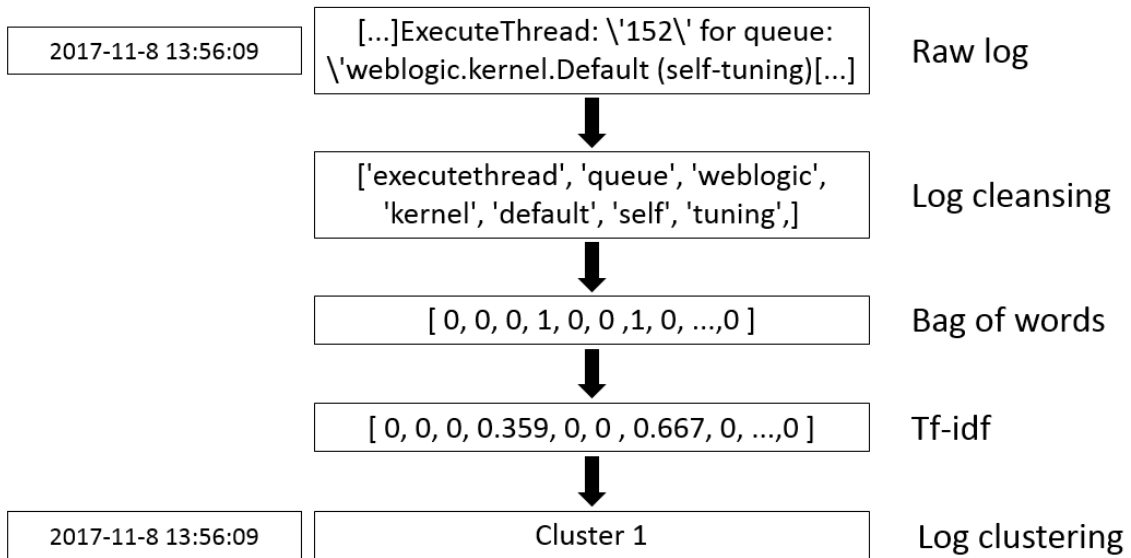 2017-11-8 13:56:09
[...]ExecuteThread: \'152\' for queue:
\'weblogic.kernel.Default (self-tuning)[...]
Raw log
['executethread', 'queue', 'weblogic',
'kernel', 'default', 'self', 'tuning',]
Log cleansing
[ 0, 0, 0, 1, 0, 0 ,1, 0, ...,0 ]
Bag of words
[ 0, 0, 0, 0.359, 0, 0 , 0.667, 0, ...,0 ]
Tf-idf
2017-11-8 13:56:09
Cluster 1
Log clustering